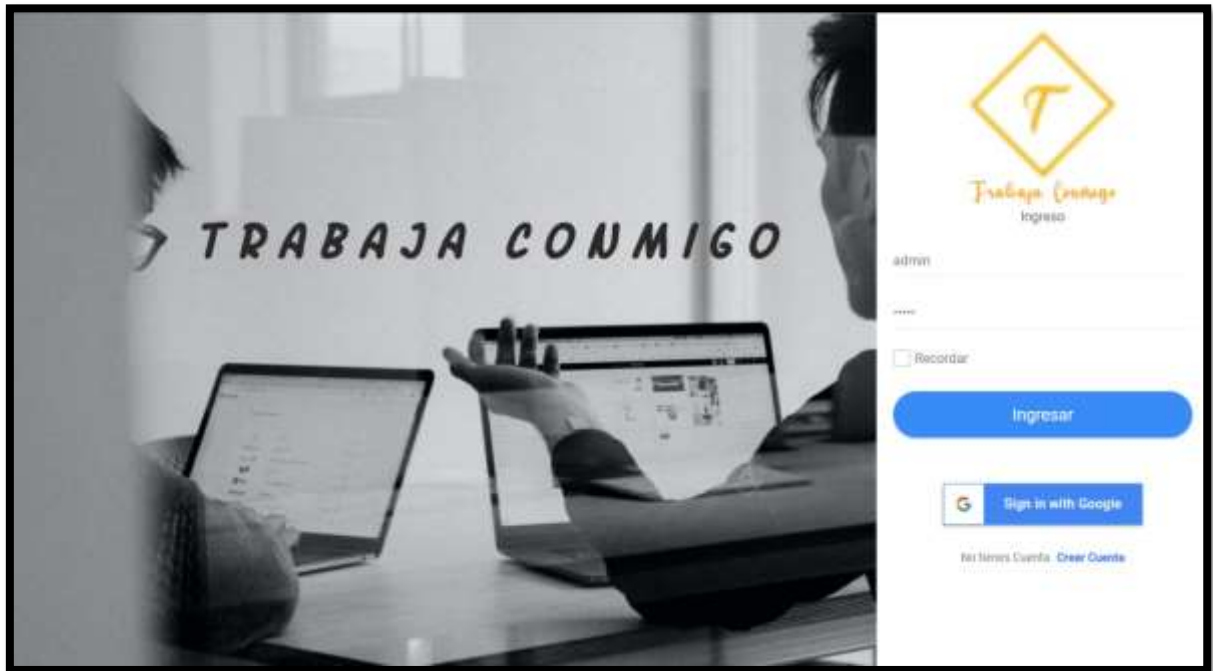 TRABAJA CONMIGO
T
Trabaja Conmigo
Ingreso
admin
•••••
Recordar
Ingresar
G
Sign in with Google
No tienes Cuenta Crear Cuenta